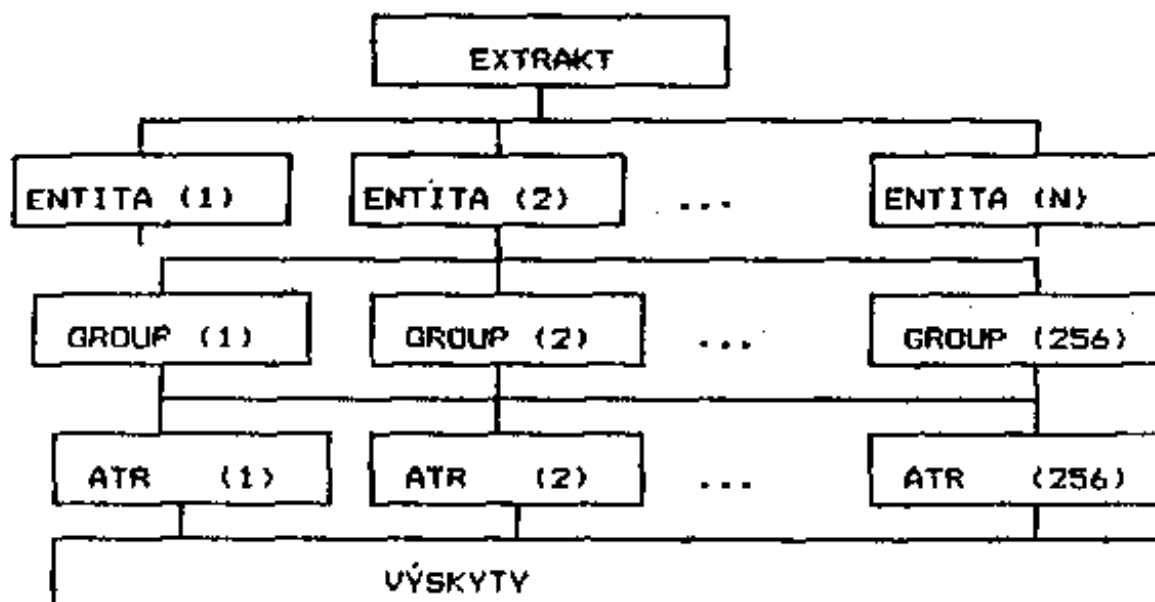 EXTRAKT
ENTITA (1) ENTITA (2) ... ENTITA (N)
GROUP (1) GROUP (2) ... GROUP (256)
ATR (1) ATR (2) ... ATR (256)
VÝSKYTY